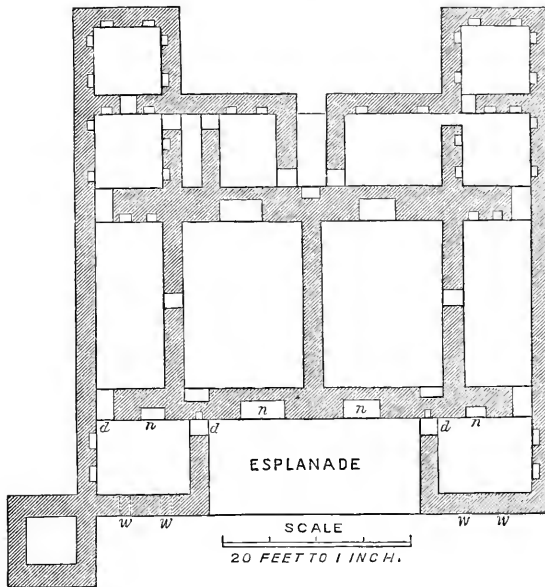 d n d n n d n
ESPLANADE
w w w w
SCALE
20 FEET TO 1 INCH.